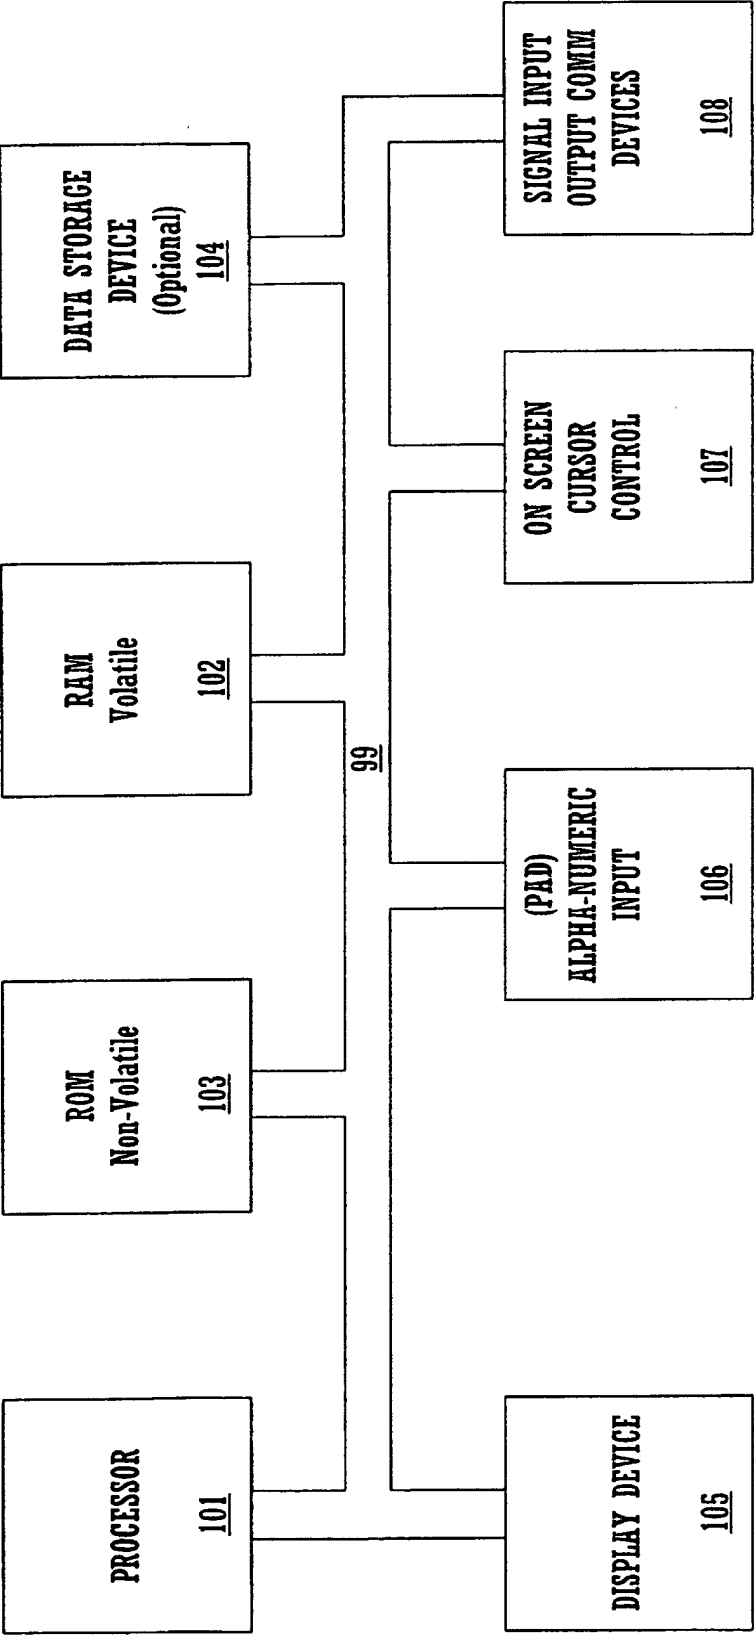 PROCESSOR
101
ROM
Non-Volatile
103
RAM
Volatile
102
DATA STORAGE
DEVICE
(Optional)
104
99
DISPLAY DEVICE
105
(PAD)
ALPHA-NUMERIC
INPUT
106
ON SCREEN
CURSOR
CONTROL
107
SIGNAL INPUT
OUTPUT COMM
DEVICES
108